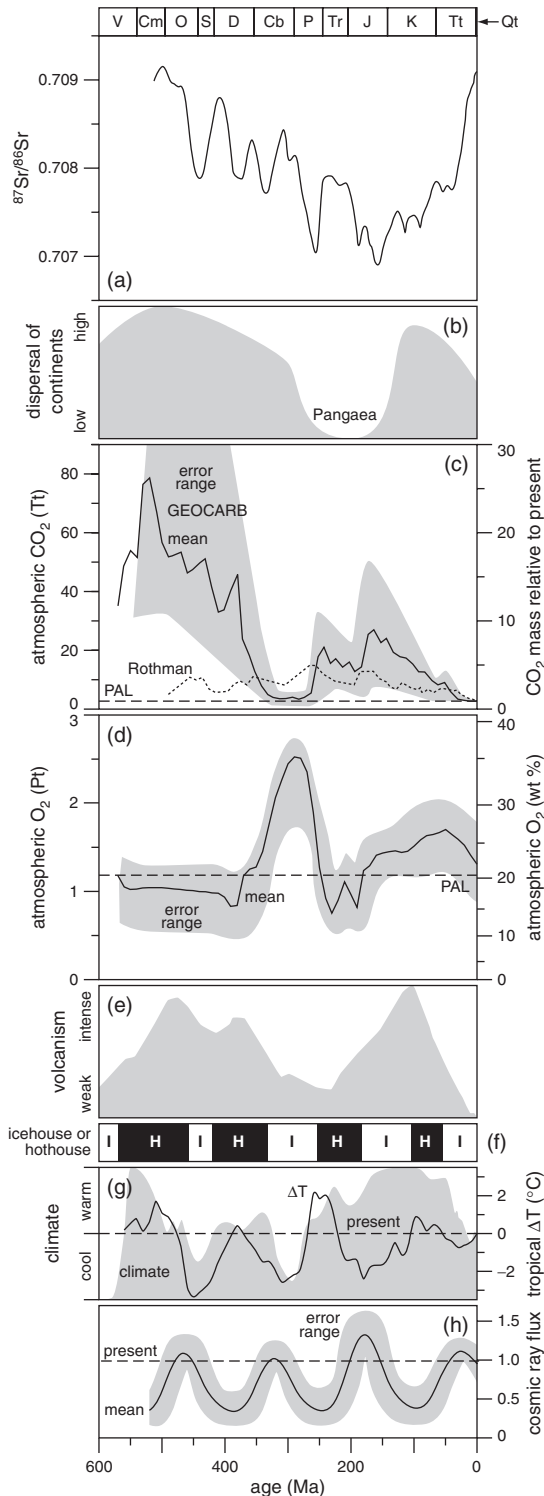 V Cm O S D Cb P Tr J K Tt Qt
0.709
0.708
0.707
87Sr/86Sr
(a)
dispersal of
continents
high
low
(b)
Pangaea
atmospheric CO2 (Tt)
80
60
40
20
0
error
range
GEOCARB
mean
Rothman
PAL
(c)
30
20
10
0
CO2 mass relative to present
atmospheric O2 (Pt)
3
2
1
0
(d)
error
range
mean
PAL
40
30
20
10
0
atmospheric O2 (wt %)
volcanism
intense
weak
(e)
icehouse or
hothouse
I H I H I H I H I
(f)
climate
warm
cool
(g)
climate
ΔT
present
2
0
−2
tropical ΔT (°C)
error
range
(h)
present
mean
1.5
1.0
0.5
0
cosmic ray flux
600 400 200 0
age (Ma)